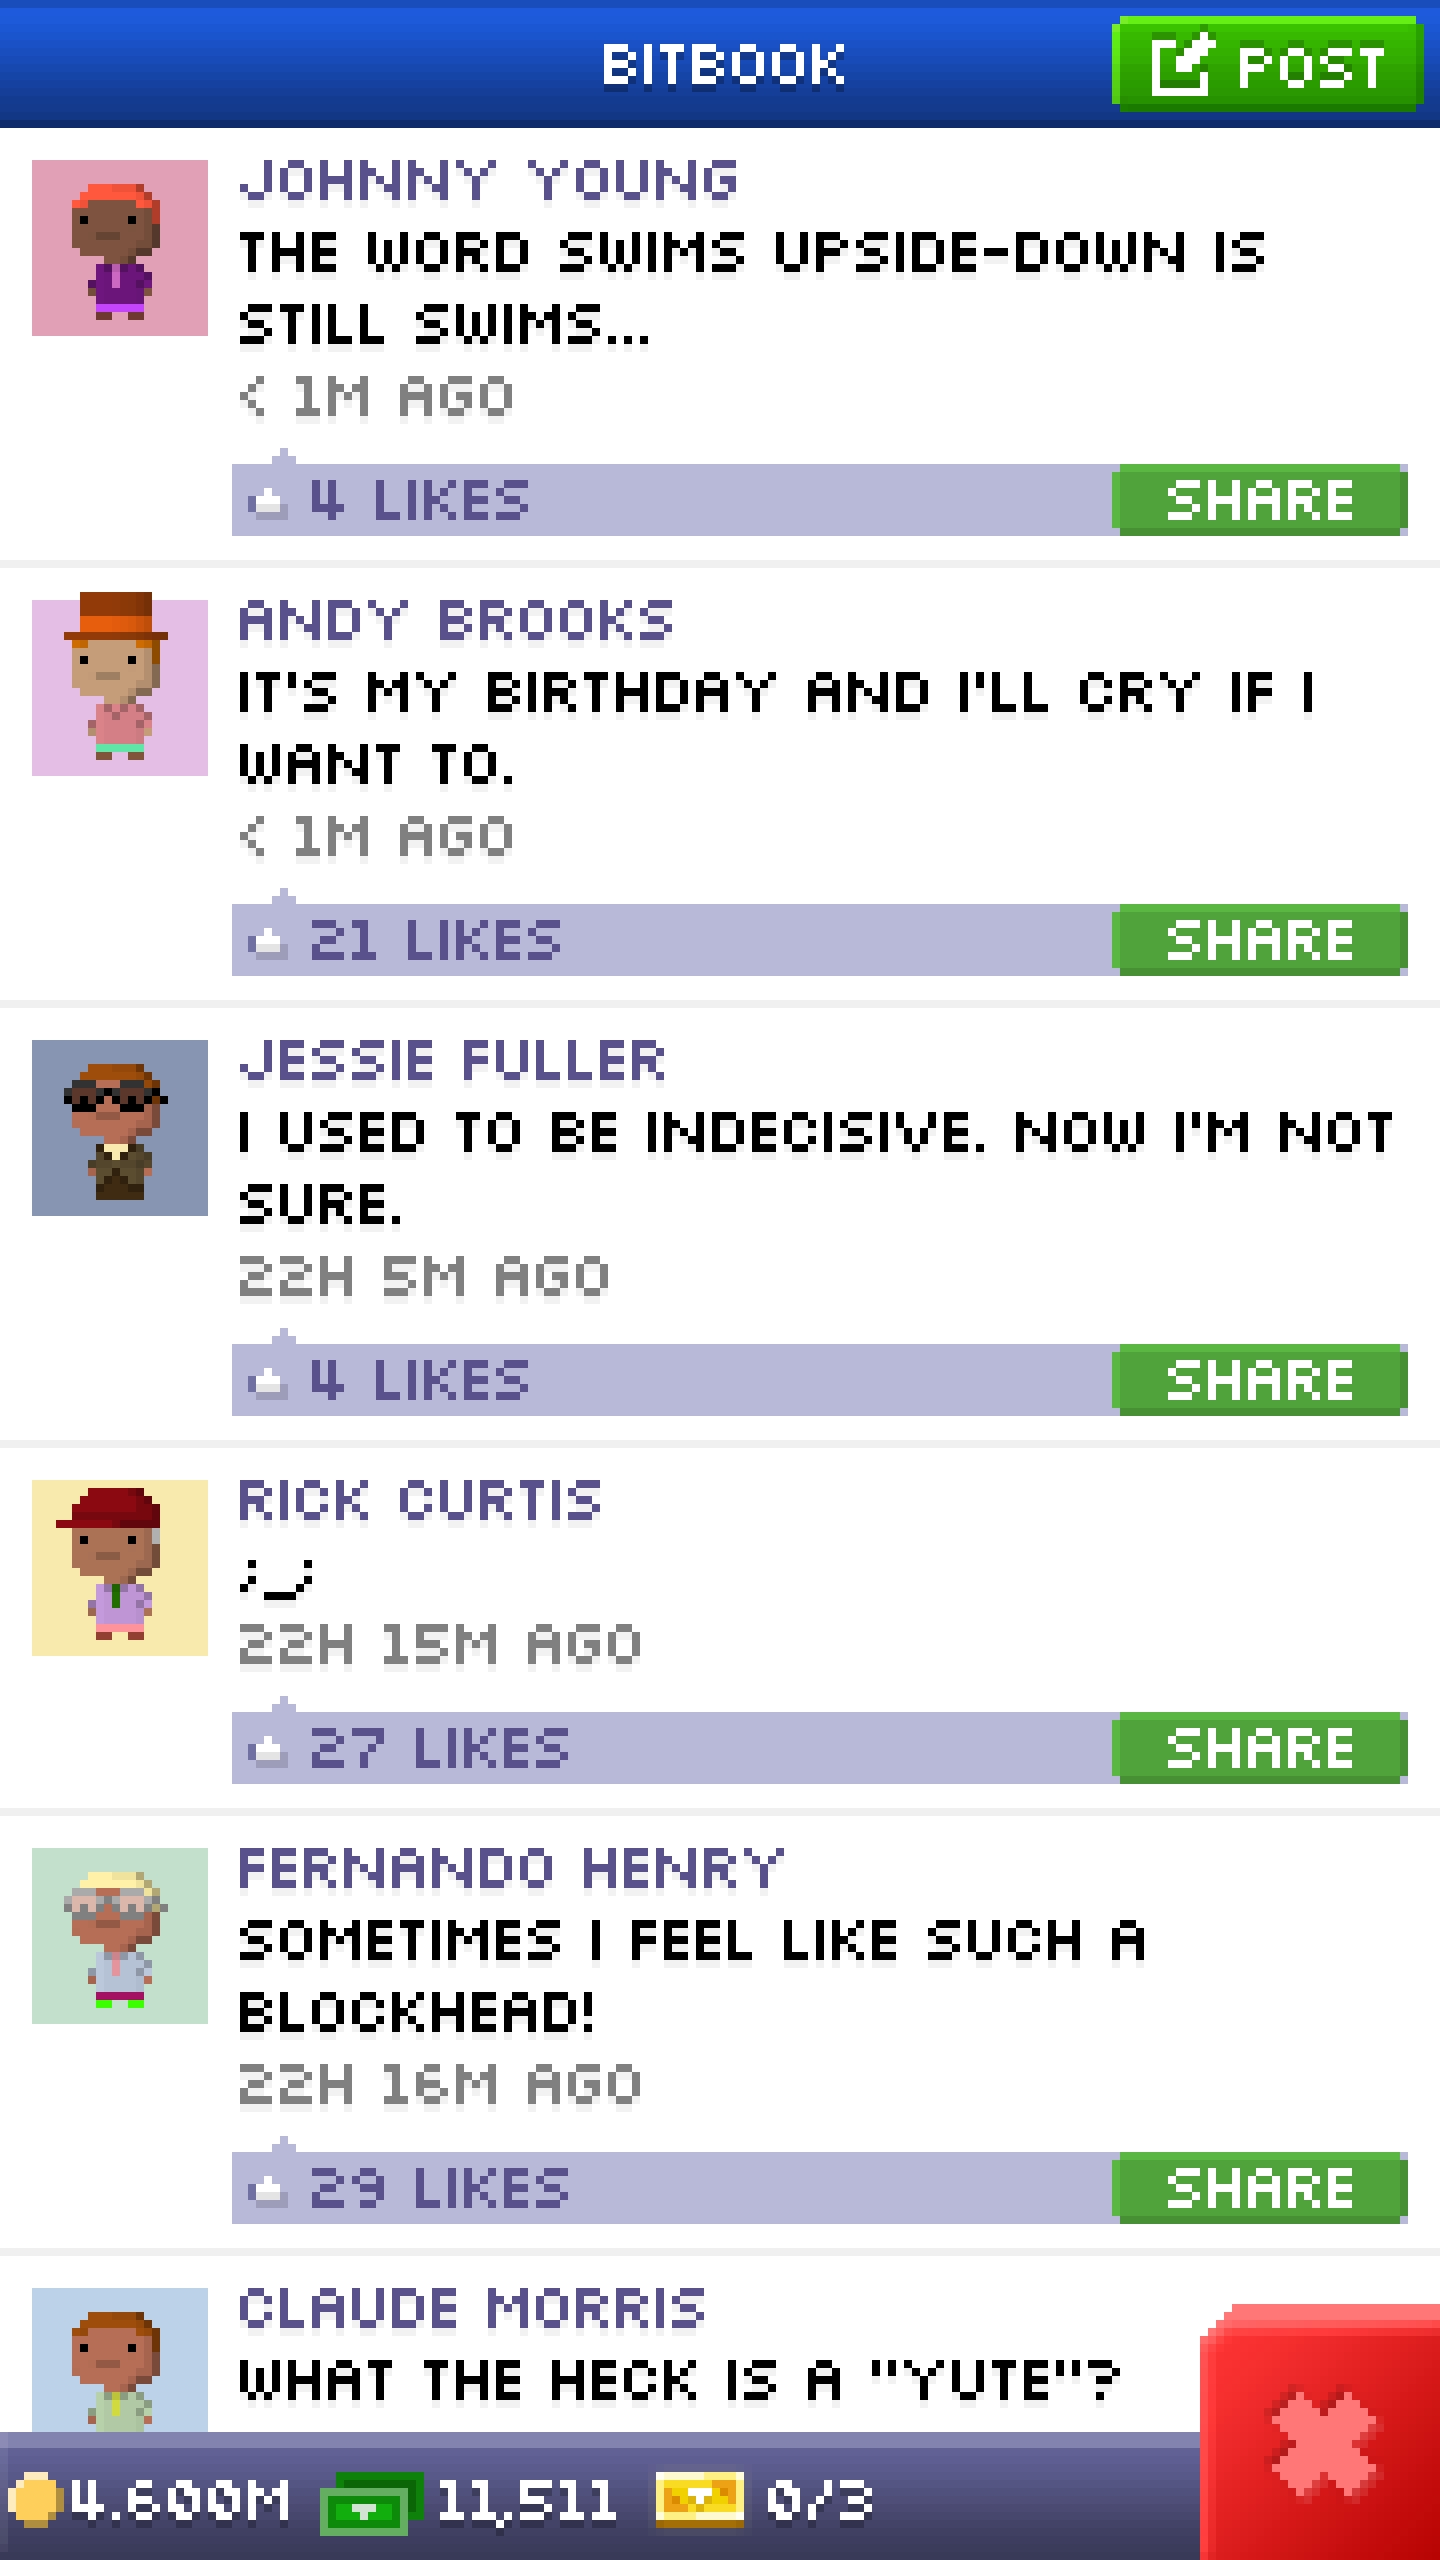 BITBOOK
POST
JOHNNY YOUNG
THE WORD SWIMS UPSIDE-DOWN IS
STILL SWIMS...
< 1M AGO
4 LIKES
SHARE
ANDY BROOKS
IT'S MY BIRTHDAY AND I'LL CRY IF I
WANT TO.
< 1M AGO
21 LIKES
SHARE
JESSIE FULLER
I USED TO BE INDECISIVE. NOW I'M NOT
SURE.
22H 5M AGO
4 LIKES
SHARE
RICK CURTIS
;_;
22H 15M AGO
27 LIKES
SHARE
FERNANDO HENRY
SOMETIMES I FEEL LIKE SUCH A
BLOCKHEAD!
22H 16M AGO
29 LIKES
SHARE
CLAUDE MORRIS
WHAT THE HECK IS A "YUTE"?
4.600M 11,511 0/3